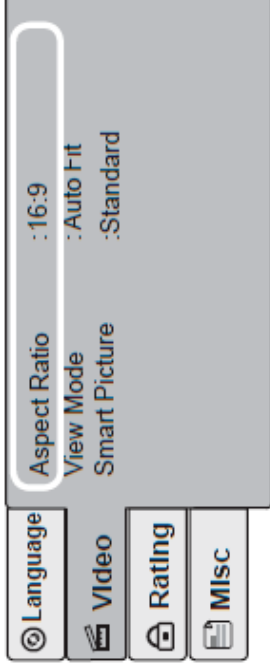 Language
Video
Rating
Misc
Aspect Ratio : 16:9
View Mode : Auto Fit
Smart Picture :Standard